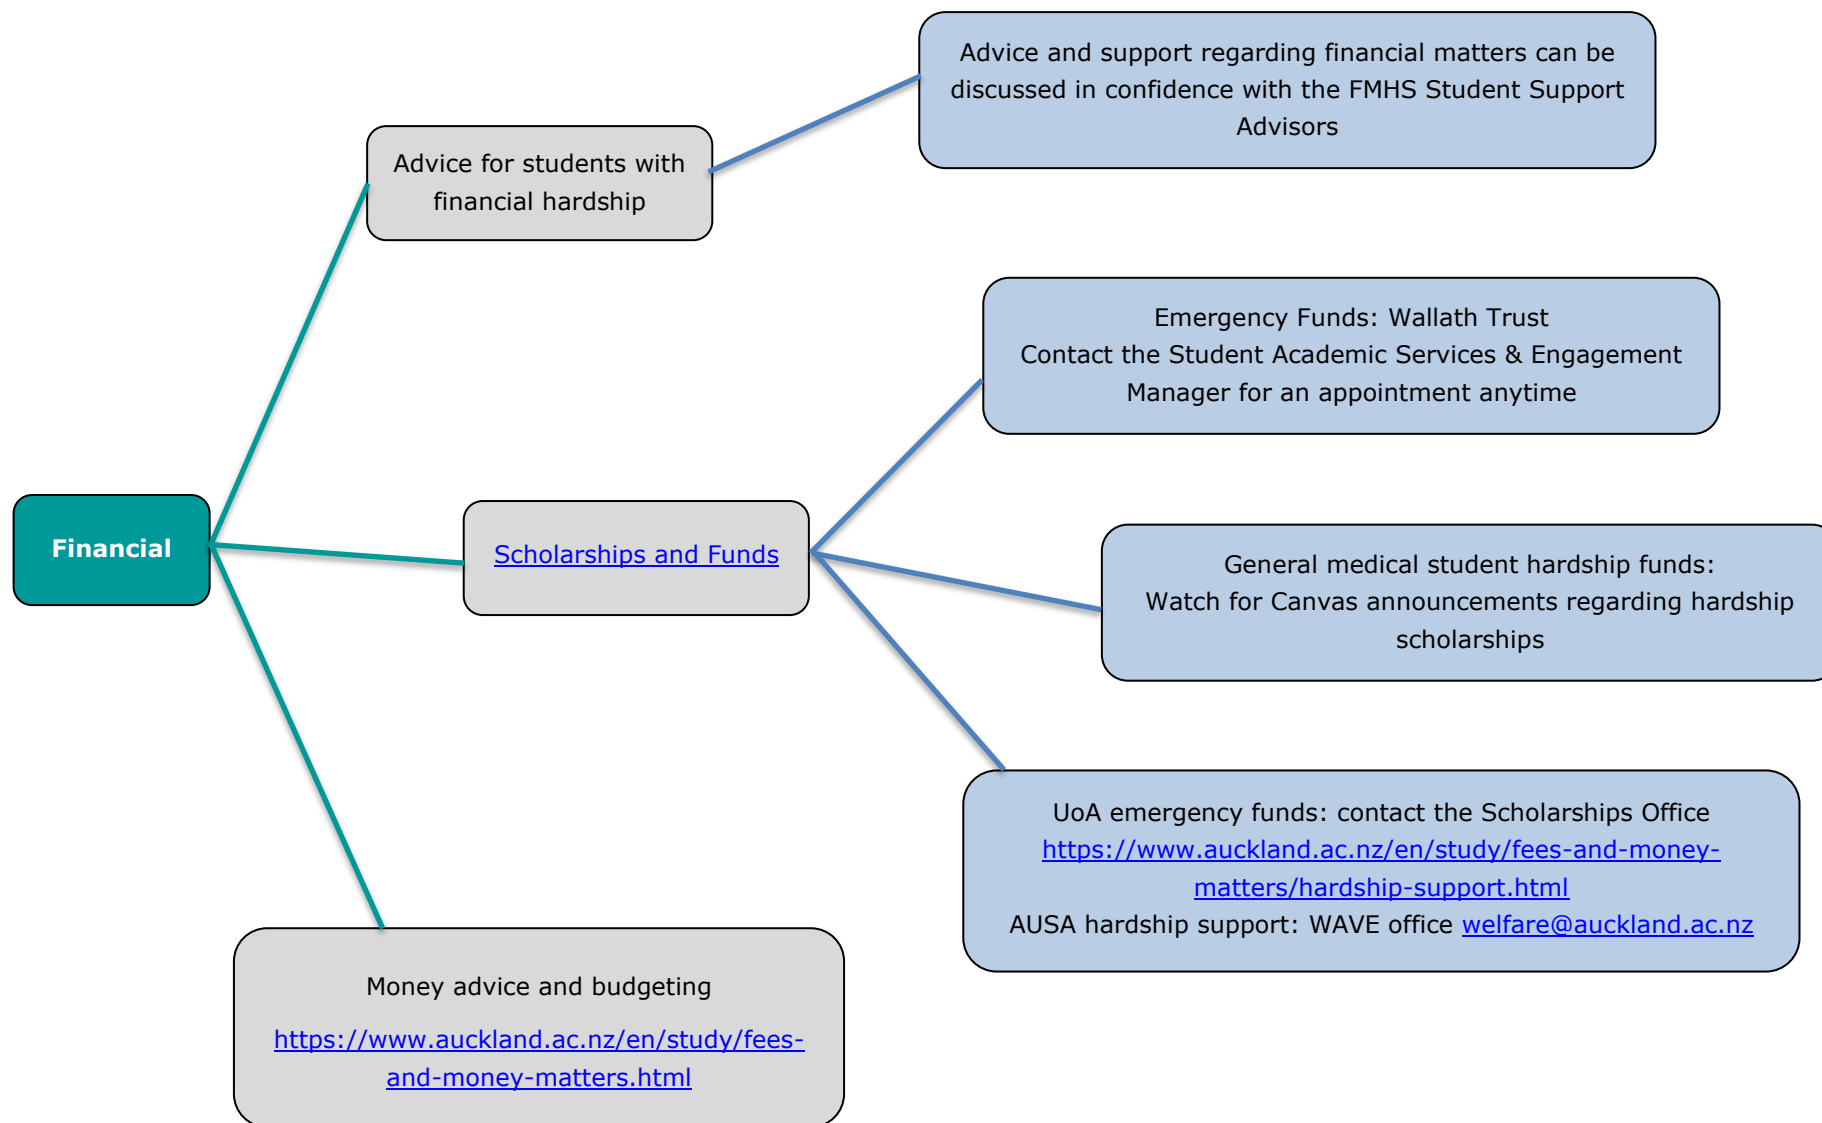 Advice and support regarding financial matters can be
discussed in confidence with the FMHS Student Support
Advisors
Advice for students with
financial hardship
Emergency Funds: Wallath Trust
Contact the Student Academic Services & Engagement
Manager for an appointment anytime
Financial
Scholarships and Funds
General medical student hardship funds:
Watch for Canvas announcements regarding hardship
scholarships
UoA emergency funds: contact the Scholarships Office
https://www.auckland.ac.nz/en/study/fees-and-money-
matters/hardship-support.html
AUSA hardship support: WAVE office welfare@auckland.ac.nz
Money advice and budgeting
https://www.auckland.ac.nz/en/study/fees-
and-money-matters.html